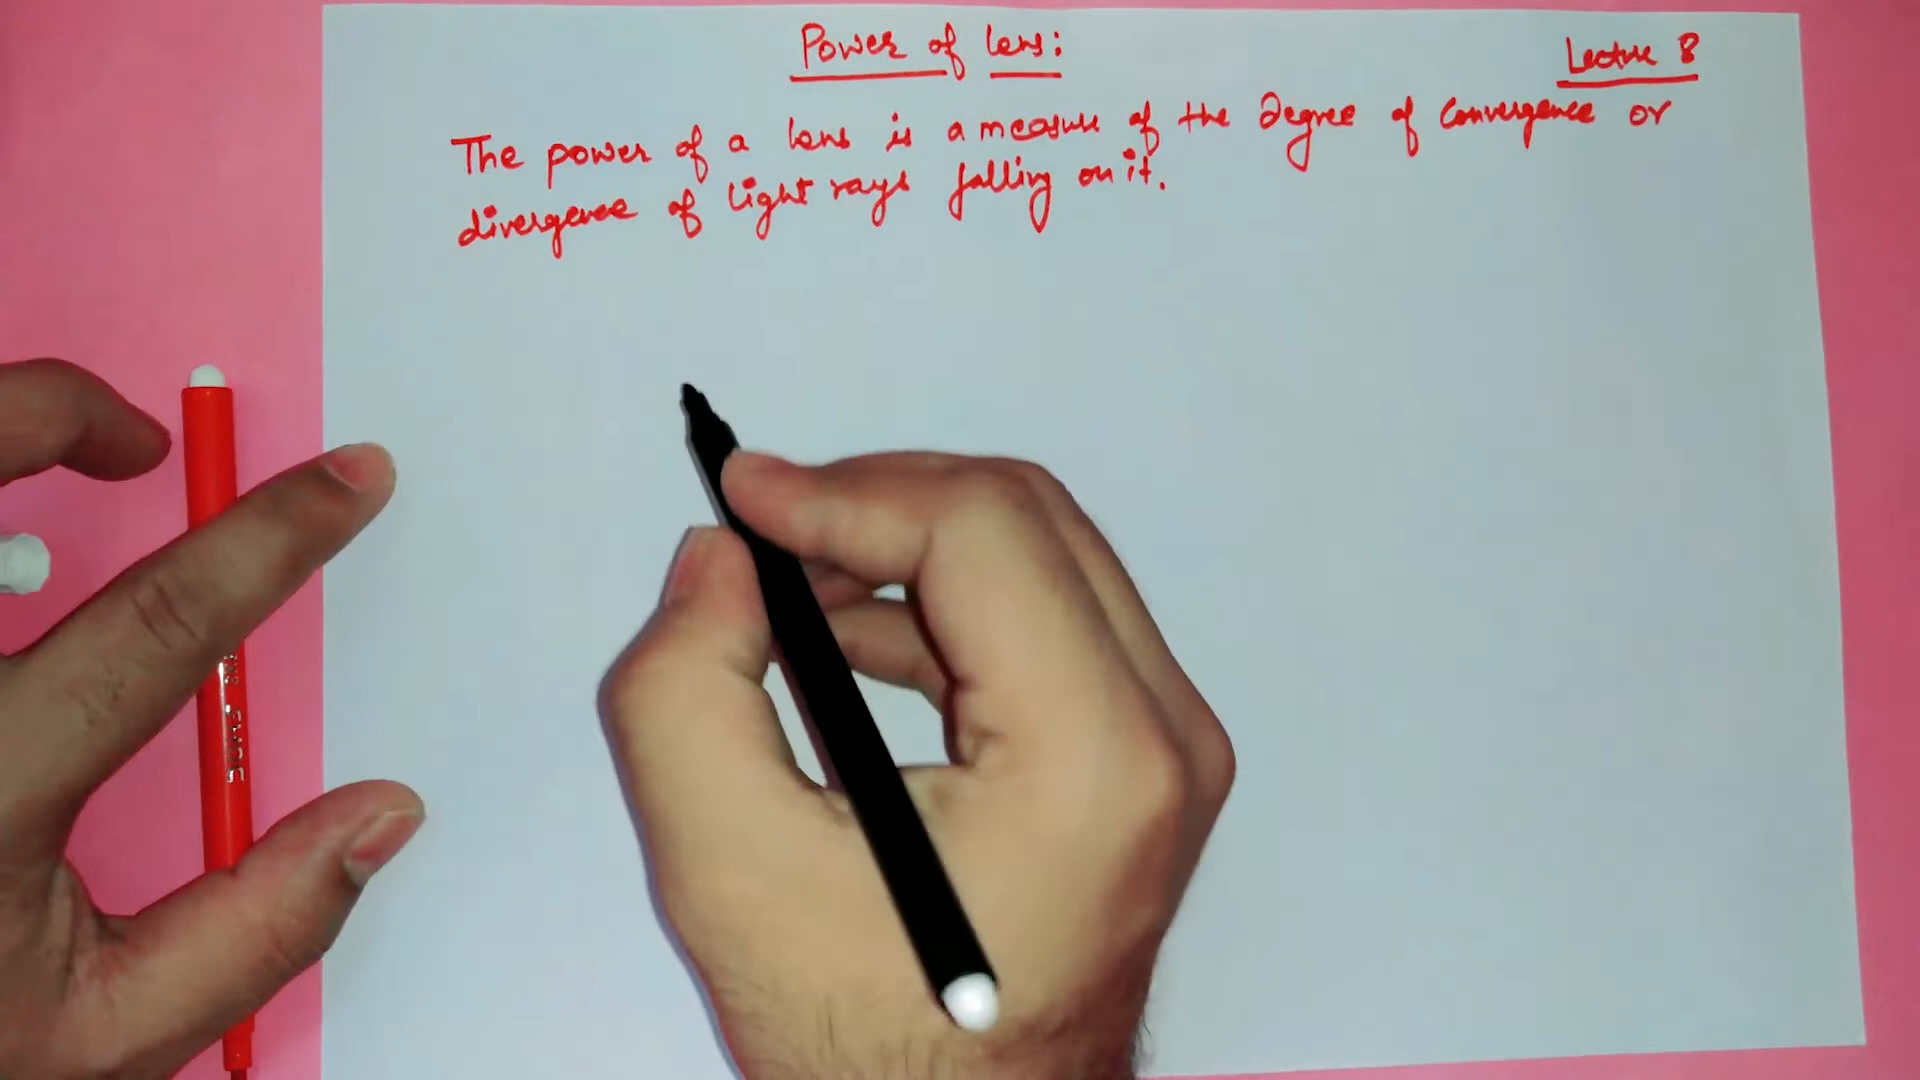 Power of lens:
Lecture 8
The power of a lens is a measure of the Degree of Convergence or
divergence of light rays falling on it.